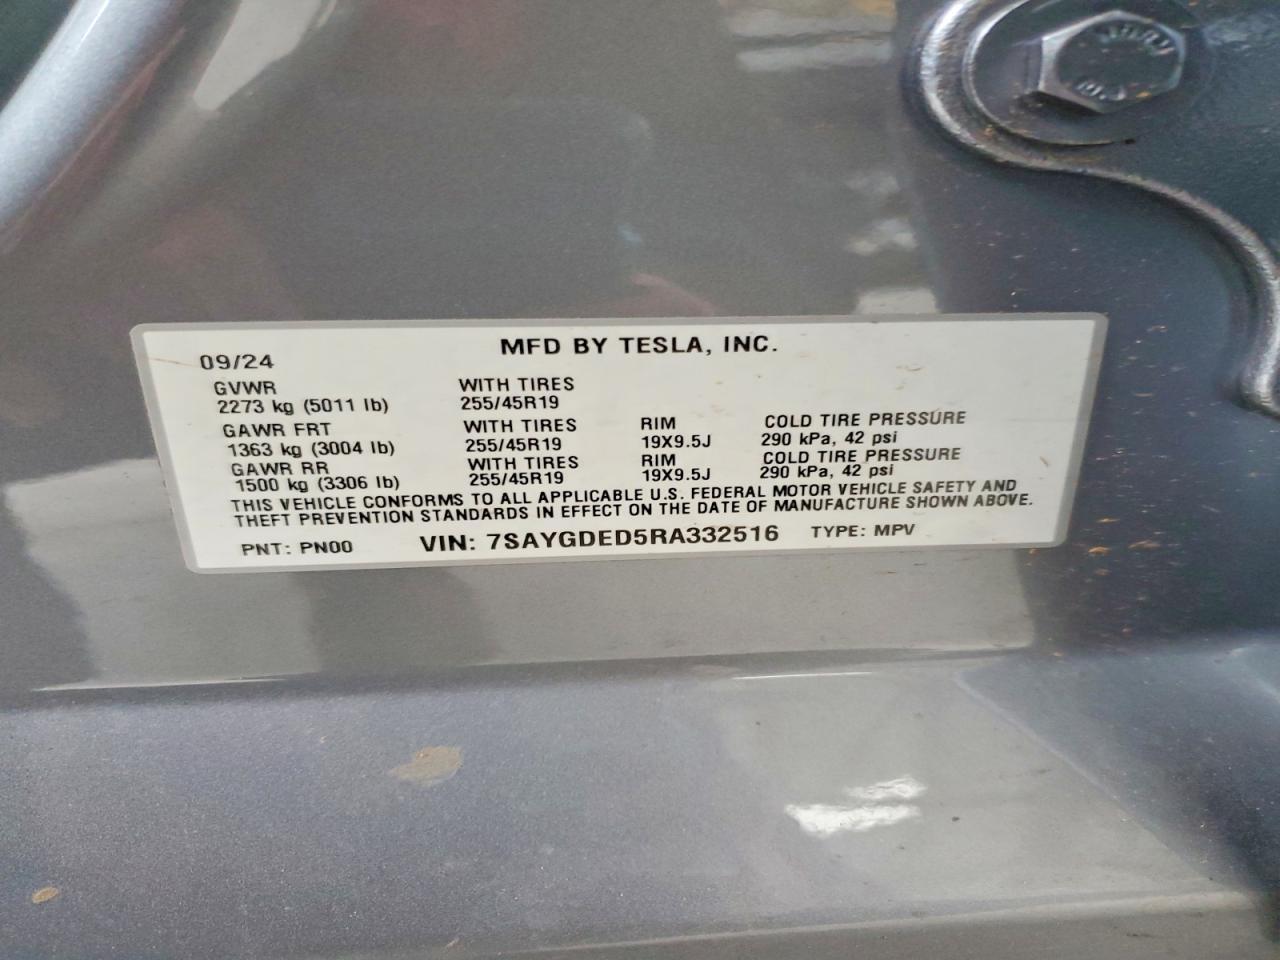 MFD BY TESLA, INC.
09/24
GVWR WITH TIRES
2273 kg (5011 lb) 255/45R19
GAWR FRT WITH TIRES RIM COLD TIRE PRESSURE
1363 kg (3004 lb) 255/45R19 19X9.5J 290 kPa, 42 psi
GAWR RR WITH TIRES RIM COLD TIRE PRESSURE
1500 kg (3306 lb) 255/45R19 19X9.5J 290 kPa, 42 psi
THIS VEHICLE CONFORMS TO ALL APPLICABLE U.S. FEDERAL MOTOR VEHICLE SAFETY AND
THEFT PREVENTION STANDARDS IN EFFECT ON THE DATE OF MANUFACTURE SHOWN ABOVE.
PNT: PN00 VIN: 7SAYGDED5RA332516 TYPE: MPV